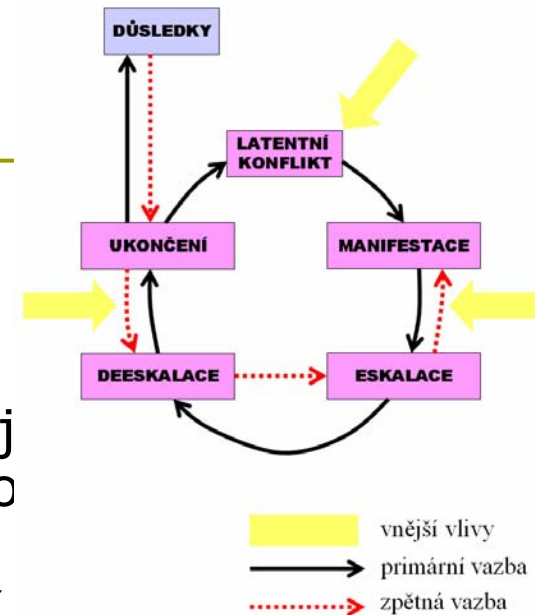 DŮSLEDKY
LATENTNÍ
KONFLIKT
UKONČENÍ
MANIFESTACE
DEESKALACE
ESKALACE
j
vnější vlivy
primární vazba
zpětná vazba